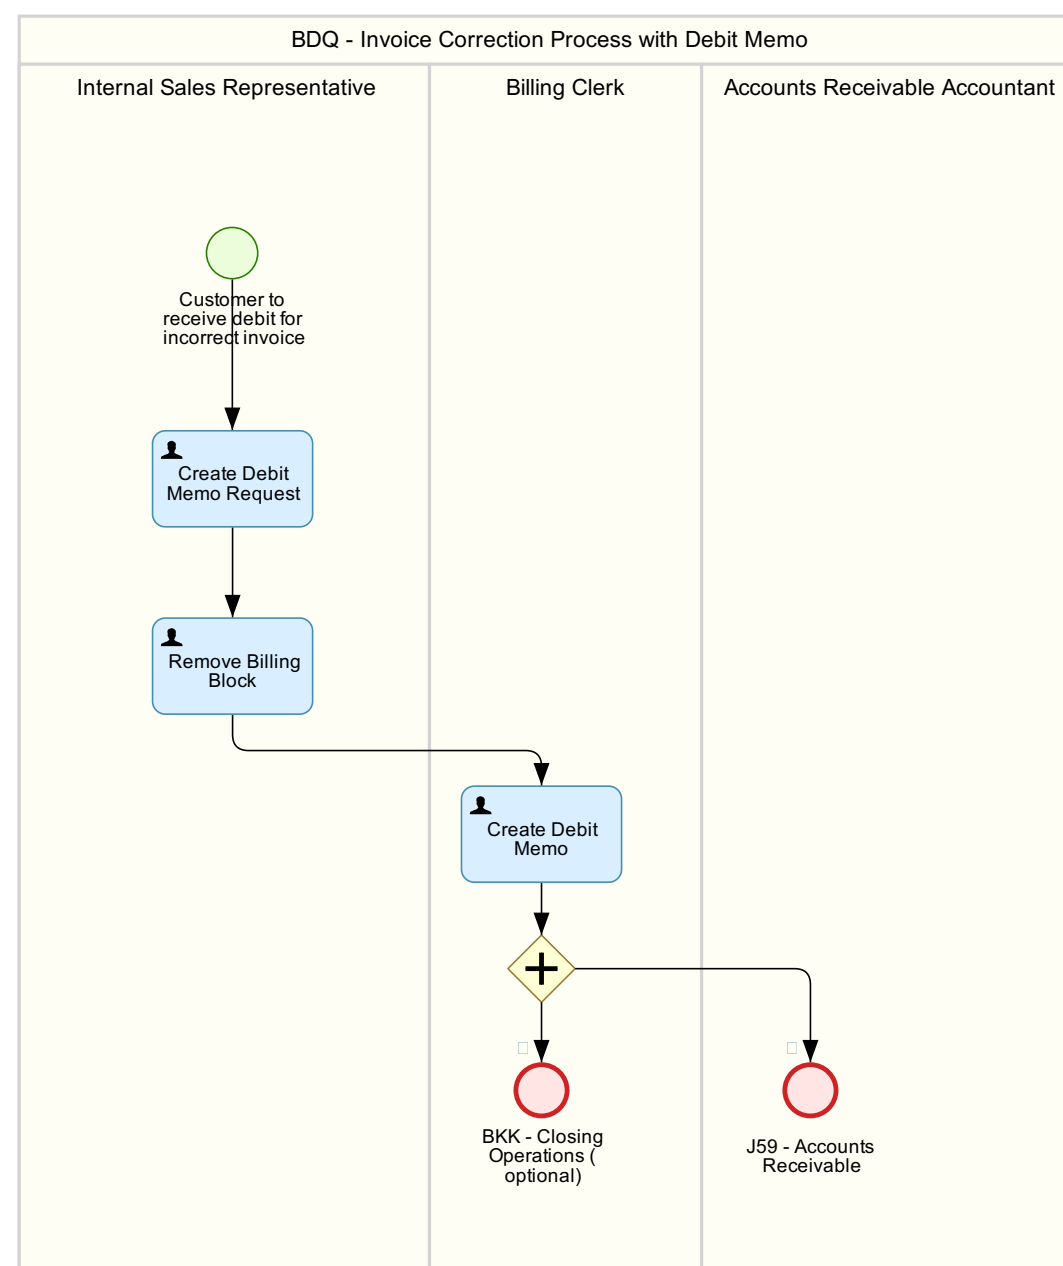 BDQ - Invoice Correction Process with Debit Memo
Internal Sales Representative
Billing Clerk
Accounts Receivable Accountant
Customer to
receive debit for
incorrect invoice
Create Debit
Memo Request
Remove Billing
Block
Create Debit
Memo
BKK - Closing
Operations (
optional)
J59 - Accounts
Receivable